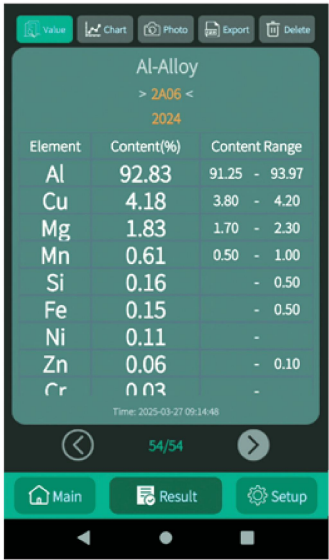 Value Chart Photo Export Delete
Al-Alloy
> 2A06 <
2024
Element Content(%) Content Range
Al 92.83 91.25 - 93.97
Cu 4.18 3.80 - 4.20
Mg 1.83 1.70 - 2.30
Mn 0.61 0.50 - 1.00
Si 0.16 - 0.50
Fe 0.15 - 0.50
Ni 0.11 -
Zn 0.06 - 0.10
Cr 0.03 -
Time: 2025-03-27 09:14:48
54/54
Main Result Setup